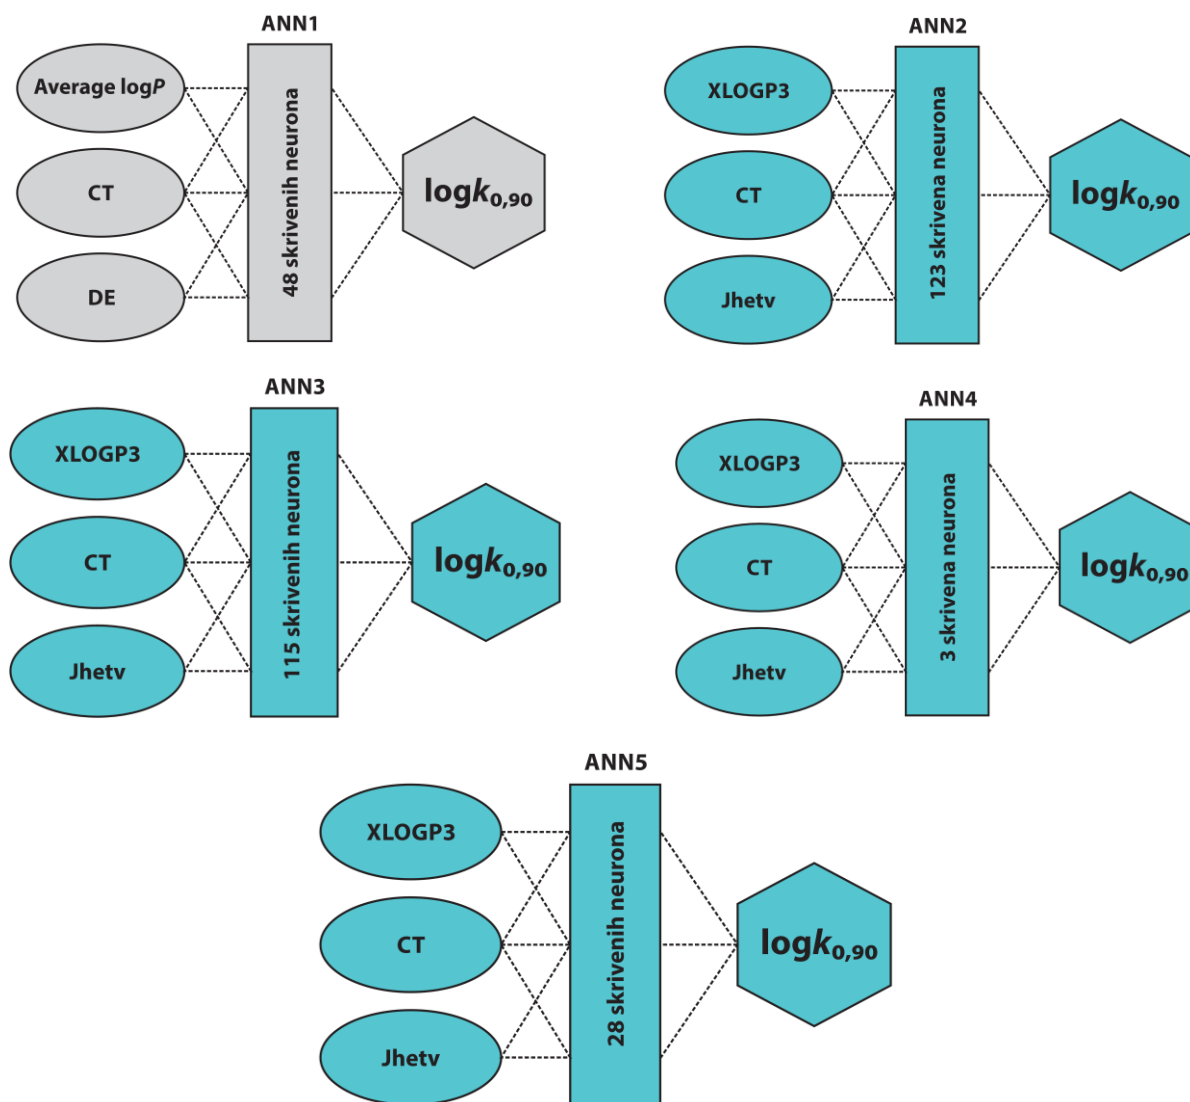 ANN1
Average logP
CT
DE
48 skrivenih neurona
logk0,90
ANN2
XLOGP3
CT
Jhetv
123 skrivena neurona
logk0,90
ANN3
XLOGP3
CT
Jhetv
115 skrivenih neurona
logk0,90
ANN4
XLOGP3
CT
Jhetv
3 skrivena neurona
logk0,90
ANN5
XLOGP3
CT
Jhetv
28 skrivenih neurona
logk0,90